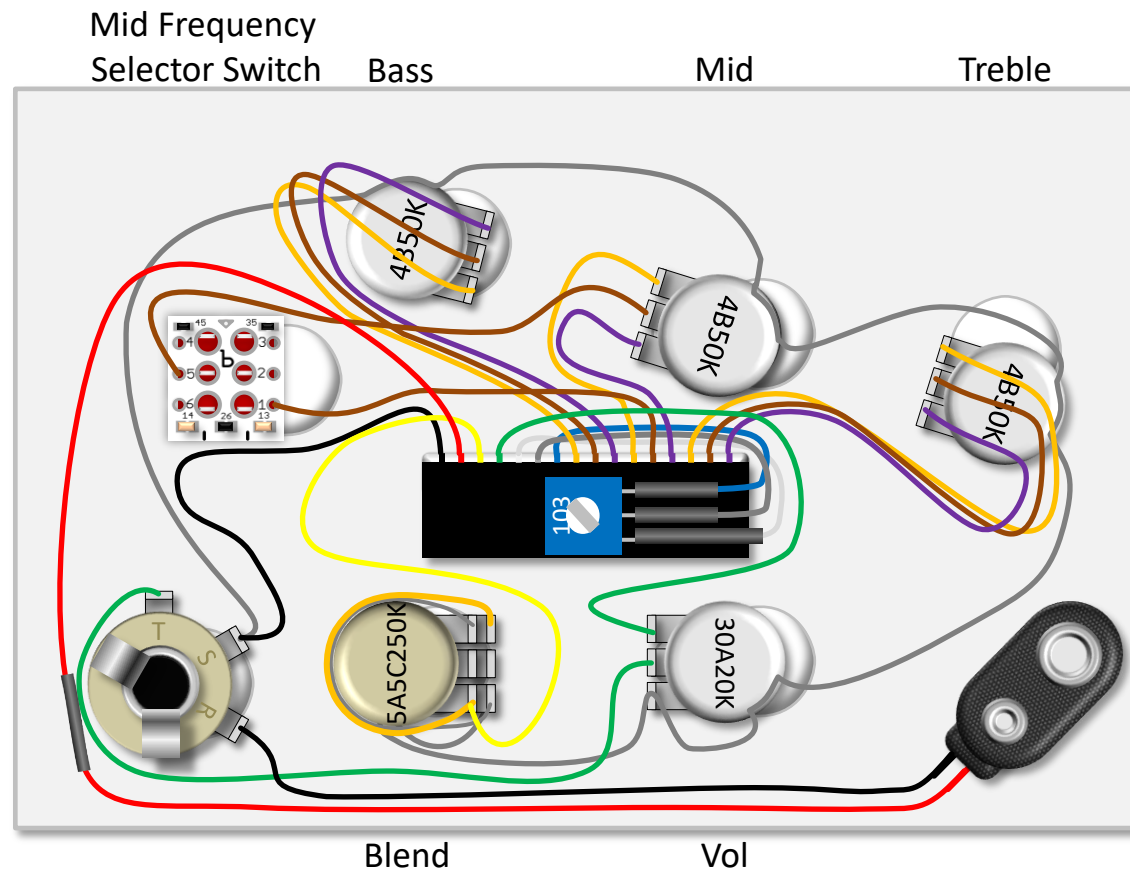 Mid Frequency
Selector Switch
Bass
Mid
Treble
4B50K
4B50K
4B50K
45
35
4
3
b
5
2
6
1
14
26
13
103
T
S
R
5A5C250K
30A20K
Blend
Vol